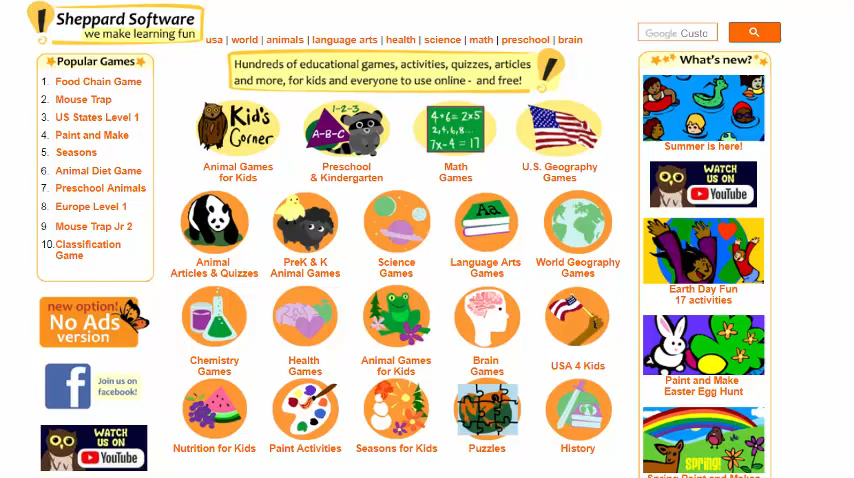 Sheppard Software
we make learning fun
usa | world | animals | language arts | health | science | math | preschool | brain
Google Custo
Popular Games
1. Food Chain Game
2. Mouse Trap
3. US States Level 1
4. Paint and Make
5. Seasons
6. Animal Diet Game
7. Preschool Animals
8. Europe Level 1
9 Mouse Trap Jr 2
10. Classification
Game
new option!
No Ads
version
Join us on
facebook!
WATCH
US ON
YouTube
Hundreds of educational games, activities, quizzes, articles
and more, for kids and everyone to use online - and free!
Kid's
Corner
Animal Games
for Kids
1-2-3
A-B-C
Preschool
& Kindergarten
4+6=2x5
2,4,6,8...
7x-4=17
Math
Games
U.S. Geography
Games
Animal
Articles & Quizzes
PreK & K
Animal Games
Science
Games
Aa
Language Arts
Games
World Geography
Games
Chemistry
Games
Health
Games
Animal Games
for Kids
Brain
Games
USA 4 Kids
Nutrition for Kids
Paint Activities
Seasons for Kids
Puzzles
History
What's new?
Summer is here!
WATCH
US ON
YouTube
Earth Day Fun
17 activities
Paint and Make
Easter Egg Hunt
SPRING!
Spring Paint and Makes